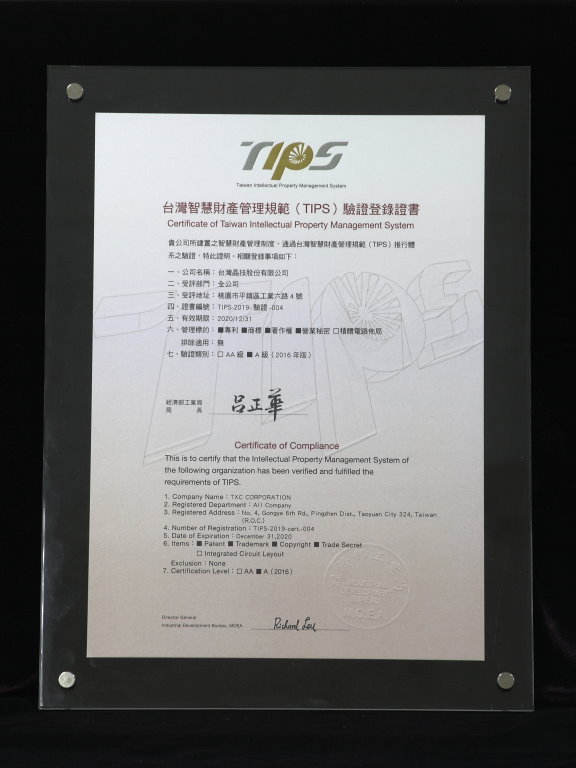 TIPS
Taiwan Intellectual Property Management System
台灣智慧財產管理規範（TIPS）驗證登錄證書
Certificate of Taiwan Intellectual Property Management System
貴公司所建置之智慧財產管理制度，通過台灣智慧財產管理規範（TIPS）推行體
系之驗證，特此證明。相關登錄事項如下：
一、公司名稱：台灣晶技股份有限公司
二、受評部門：全公司
三、受評地址：桃園市平鎮區工業六路4號
四、證書編號：TIPS-2019-驗證-004
五、有效期限：2020/12/31
六、管理標的：■專利 ■商標 ■著作權 ■營業秘密 □積體電路佈局
排除適用：無
七、驗證類別：□ AA 級 ■ A 級（2016 年版）
經濟部工業局
局 長
呂正華
Certificate of Compliance
This is to certify that the Intellectual Property Management System of
the following organization has been verified and fulfilled the
requirements of TIPS.
1. Company Name：TXC CORPORATION
2. Registered Department：All Company
3. Registered Address：No. 4, Gongye 6th Rd., Pingzhen Dist., Taoyuan City 324, Taiwan
(R.O.C.)
4. Number of Registration：TIPS-2019-cert.-004
5. Date of Expiration：December 31,2020
6. Items：■ Patent ■ Trademark ■ Copyright ■ Trade Secret
□ Integrated Circuit Layout
Exclusion：None
7. Certification Level：□ AA ■ A (2016)
INDUSTRIAL
DEVELOPMENT
BUREAU
MOEA
Director General
Industrial Development Bureau, MOEA